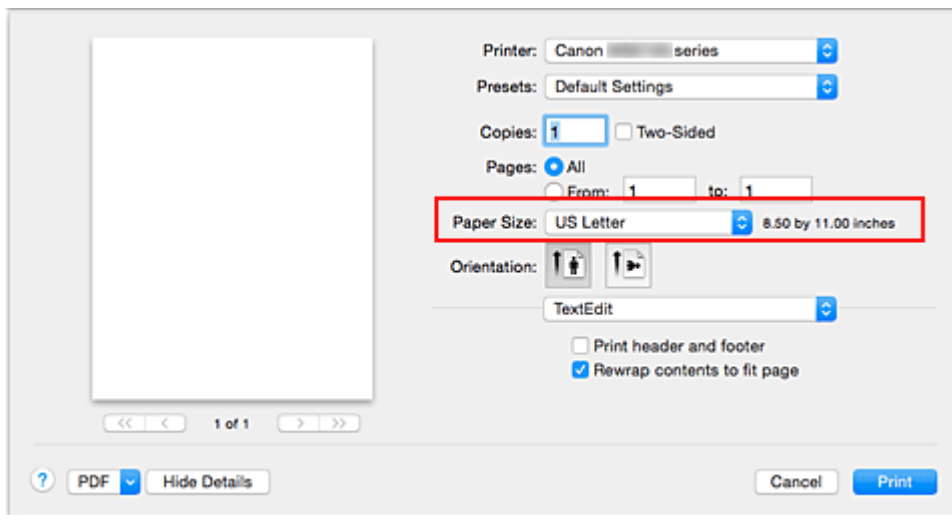 Printer: Canon series
Presets: Default Settings
Copies: 1 Two-Sided
Pages: All
From: 1 to: 1
Paper Size: US Letter 8.50 by 11.00 inches
Orientation:
TextEdit
Print header and footer
Rewrap contents to fit page
<< < 1 of 1 > >>
? PDF Hide Details Cancel Print